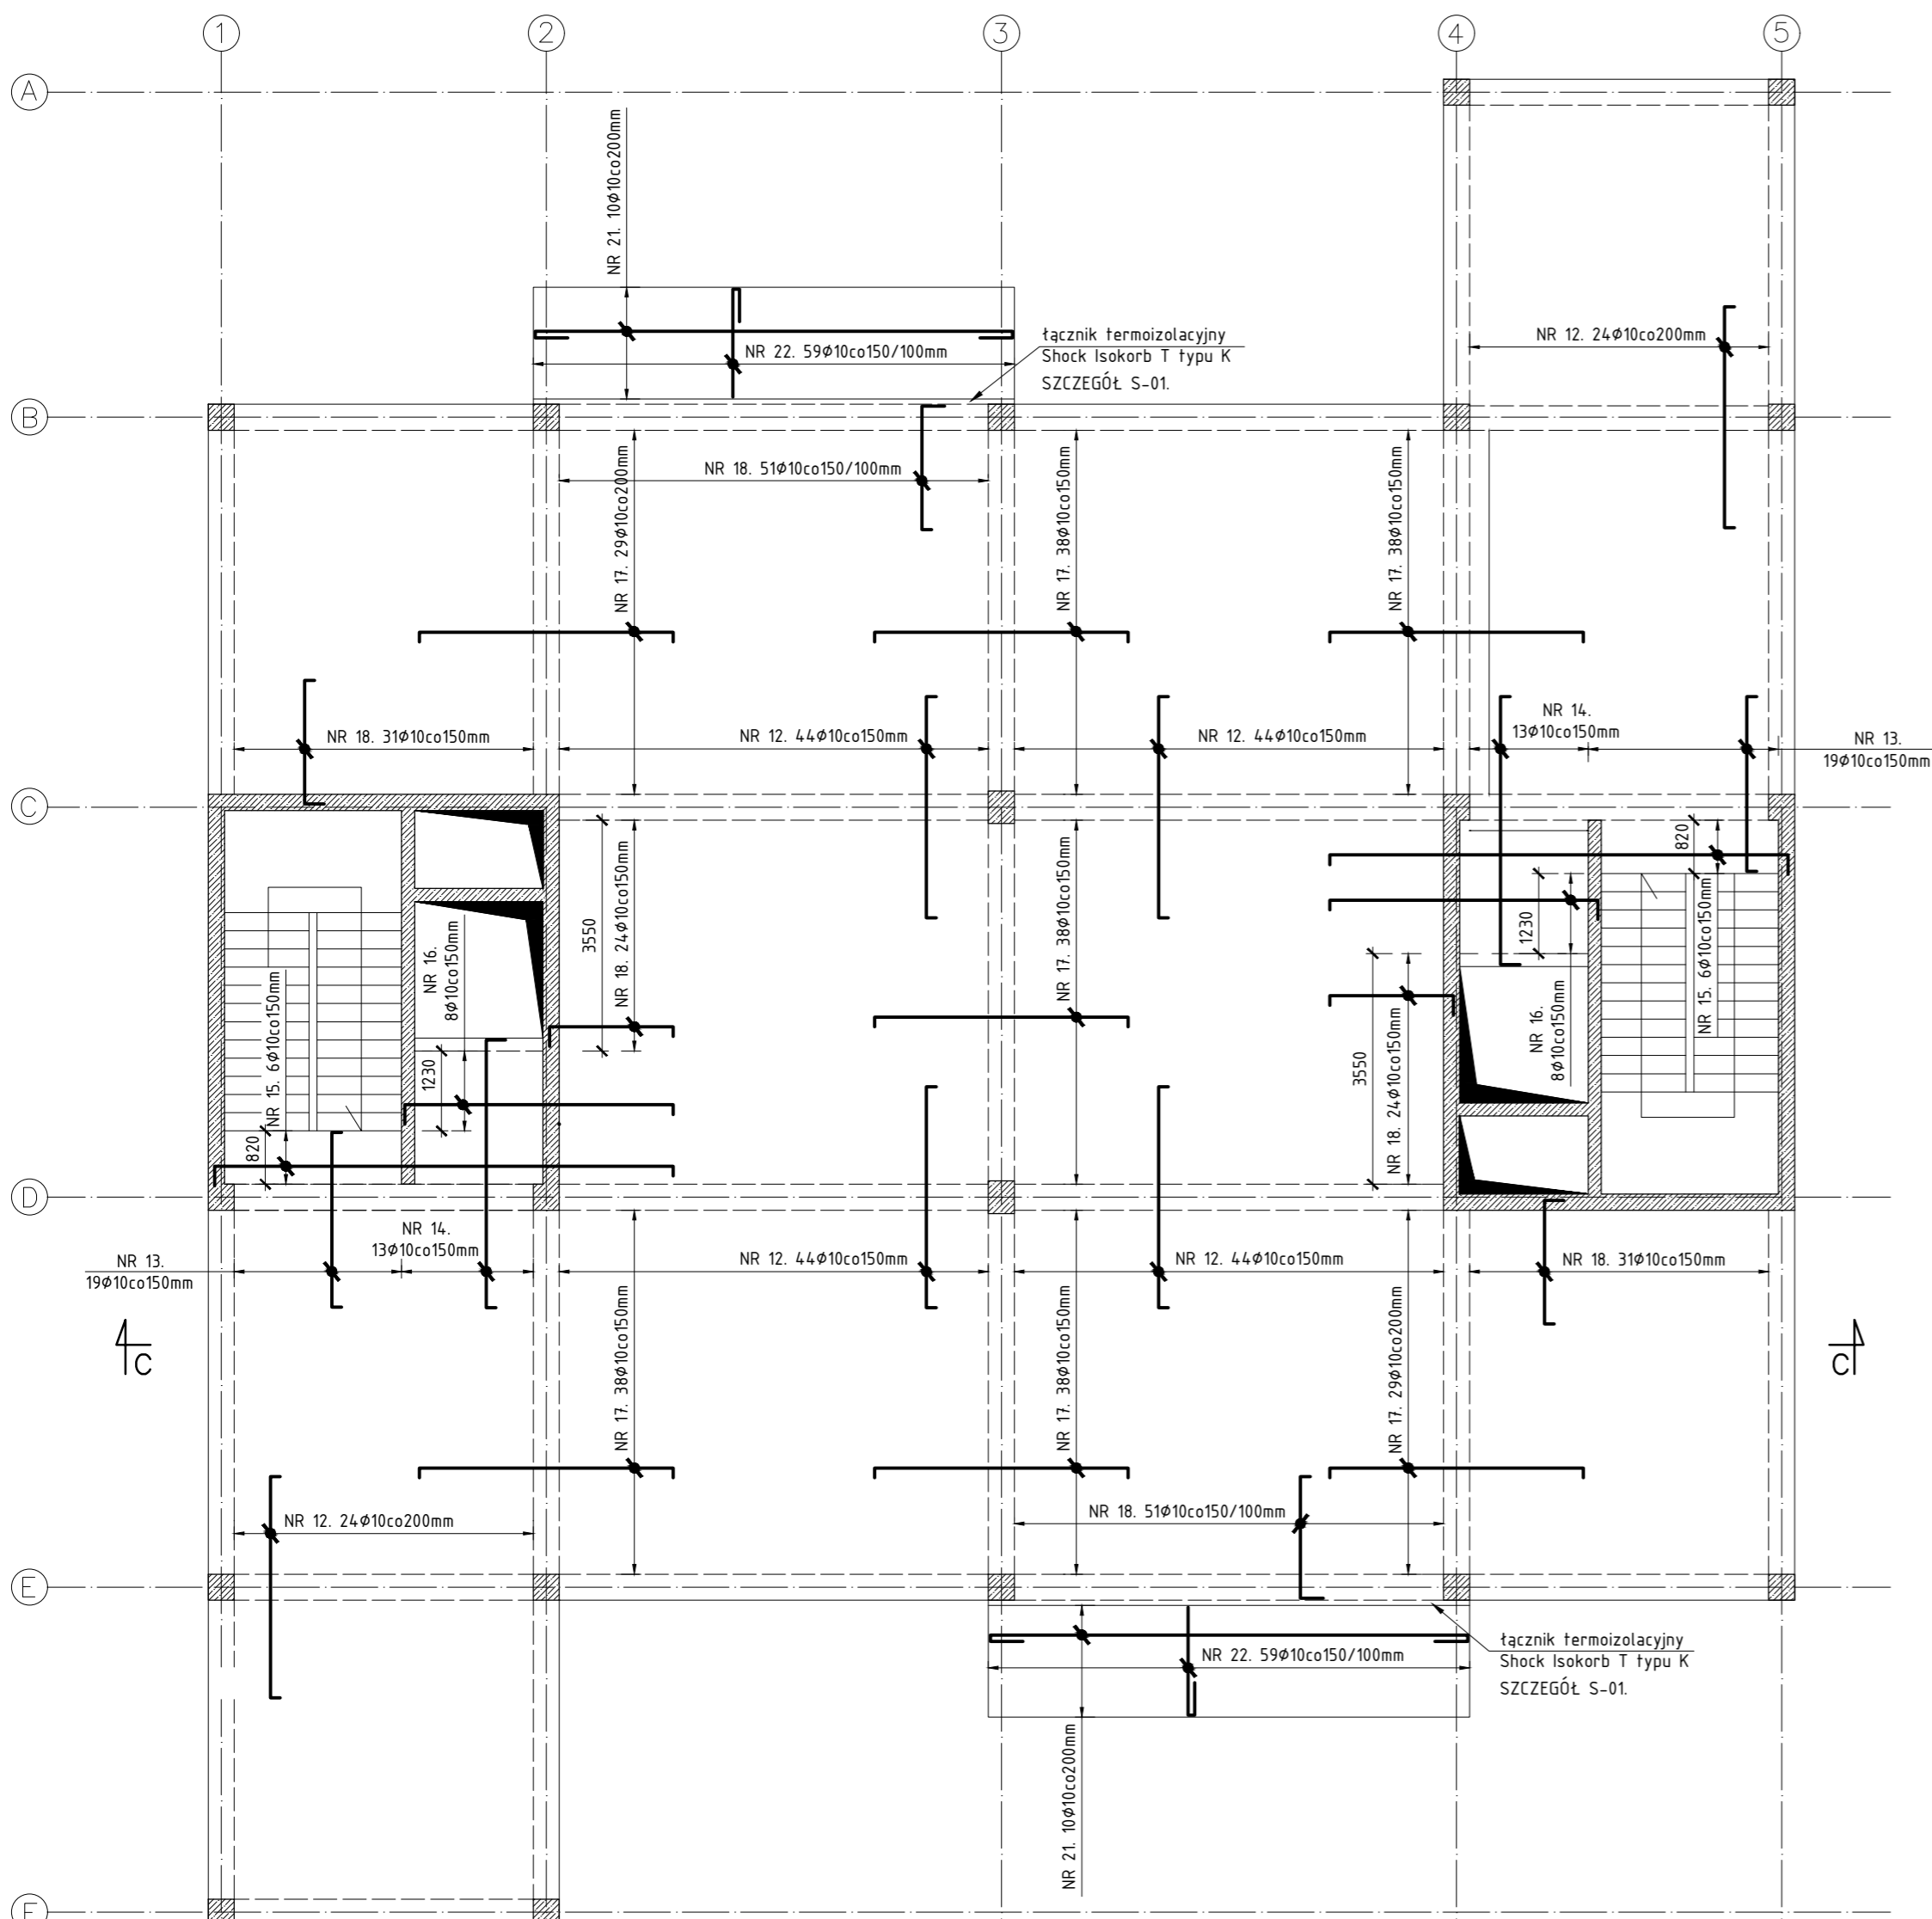 1
2
3
4
5
A
NR 21. 10ϕ10co200mm
łącznik termoizolacyjny
Shock Isokorb T typu K
SZCZEGÓŁ S-01.
NR 22. 59ϕ10co150/100mm
NR 12. 24ϕ10co200mm
B
NR 18. 51ϕ10co150/100mm
NR 17. 29ϕ10co200mm
NR 17. 38ϕ10co150mm
NR 17. 38ϕ10co150mm
NR 18. 31ϕ10co150mm
NR 12. 44ϕ10co150mm
NR 12. 44ϕ10co150mm
NR 14.
13ϕ10co150mm
NR 13.
19ϕ10co150mm
C
820
3550
NR 18. 24ϕ10co150mm
NR 17. 38ϕ10co150mm
NR 16.
8ϕ10co150mm
1230
NR 15. 6ϕ10co150mm
NR 15. 6ϕ10co150mm
1230
NR 16.
8ϕ10co150mm
3550
NR 18. 24ϕ10co150mm
820
D
NR 13.
19ϕ10co150mm
NR 14.
13ϕ10co150mm
NR 12. 44ϕ10co150mm
NR 12. 44ϕ10co150mm
NR 18. 31ϕ10co150mm
C
C
NR 17. 38ϕ10co150mm
NR 17. 38ϕ10co150mm
NR 17. 29ϕ10co200mm
NR 12. 24ϕ10co200mm
NR 18. 51ϕ10co150/100mm
E
łącznik termoizolacyjny
Shock Isokorb T typu K
SZCZEGÓŁ S-01.
NR 22. 59ϕ10co150/100mm
NR 21. 10ϕ10co200mm
F